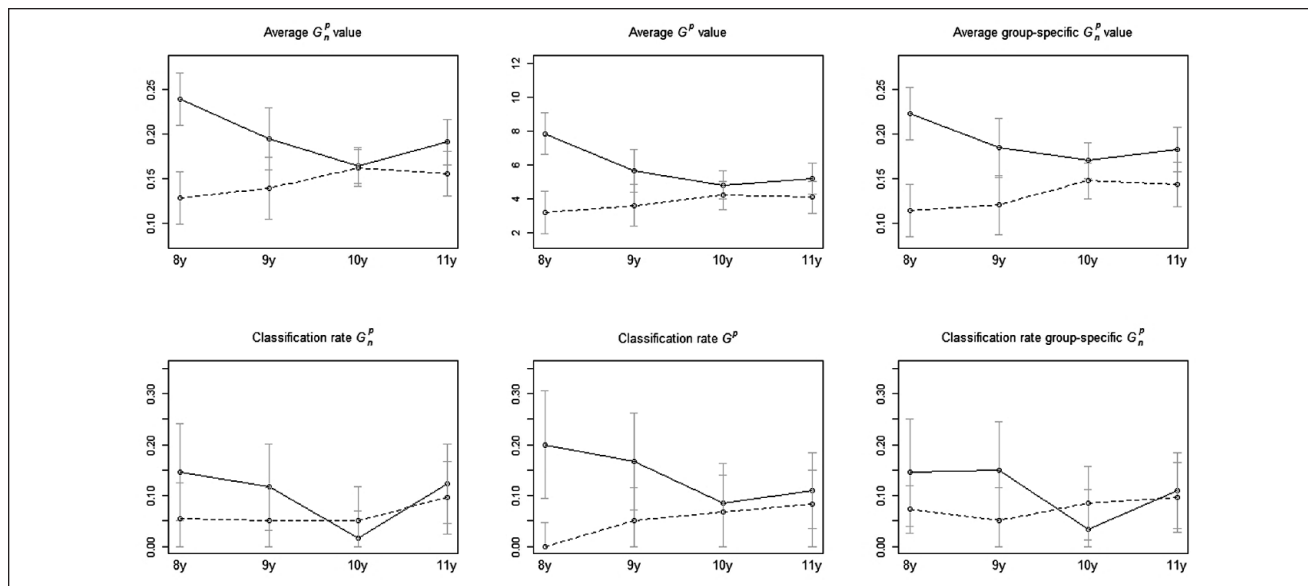 Average G_n^p value
0.25
0.20
0.15
0.10
8y 9y 10y 11y
Average G^p value
12
10
8
6
4
2
8y 9y 10y 11y
Average group-specific G_n^p value
0.25
0.20
0.15
0.10
8y 9y 10y 11y
Classification rate G_n^p
0.30
0.20
0.10
0.00
8y 9y 10y 11y
Classification rate G^p
0.30
0.20
0.10
0.00
8y 9y 10y 11y
Classification rate group-specific G_n^p
0.30
0.20
0.10
0.00
8y 9y 10y 11y